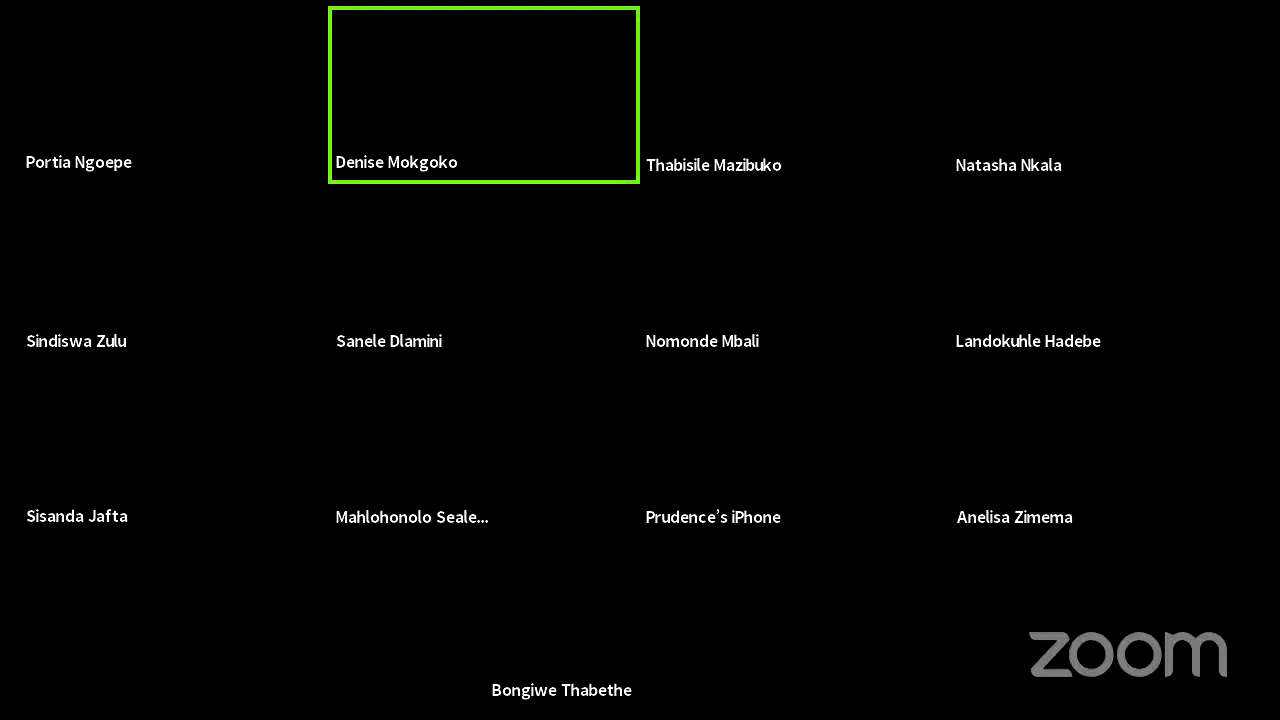 Portia Ngoepe
Denise Mokgoko
Thabisile Mazibuko
Natasha Nkala
Sindiswa Zulu
Sanele Dlamini
Nomonde Mbali
Landokuhle Hadebe
Sisanda Jafta
Mahlohonolo Seale...
Prudence’s iPhone
Anelisa Zimema
zoom
Bongiwe Thabethe